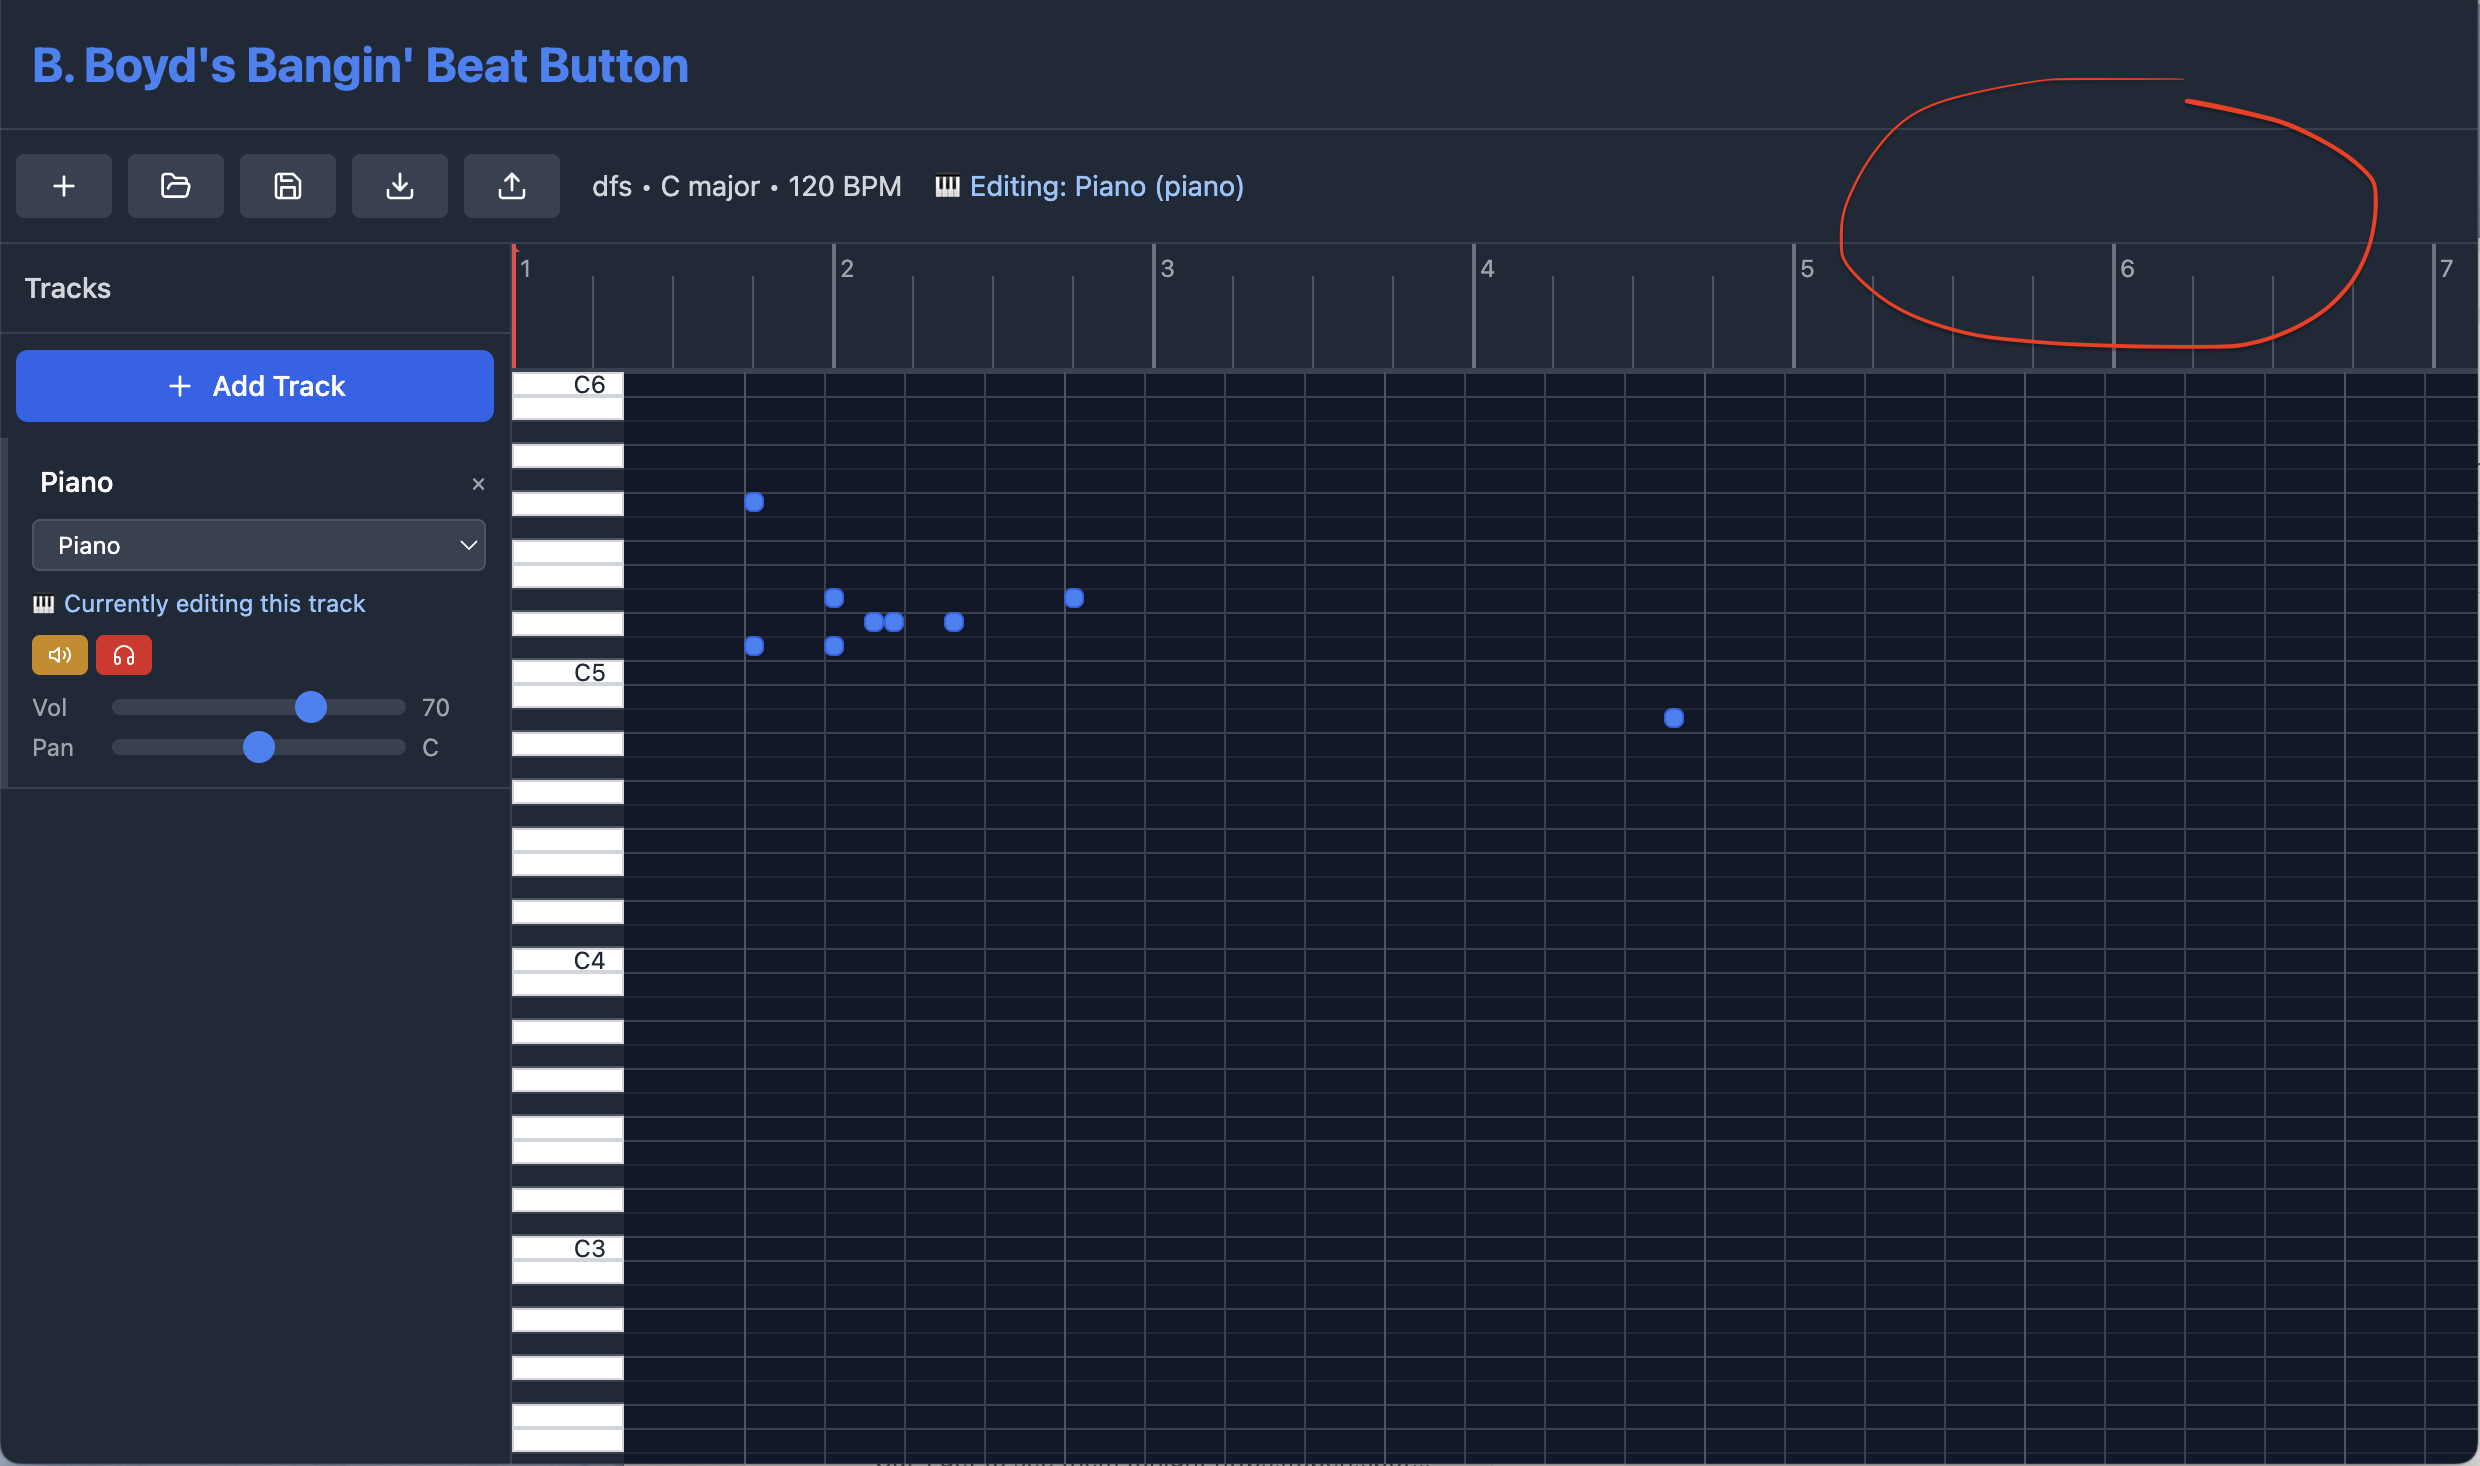 B. Boyd's Bangin' Beat Button
dfs • C major • 120 BPM
Editing: Piano (piano)
1 2 3 4 5 6 7
Tracks
+ Add Track
C6
Piano ×
Piano
Currently editing this track
C5
Vol 70
Pan C
C4
C3